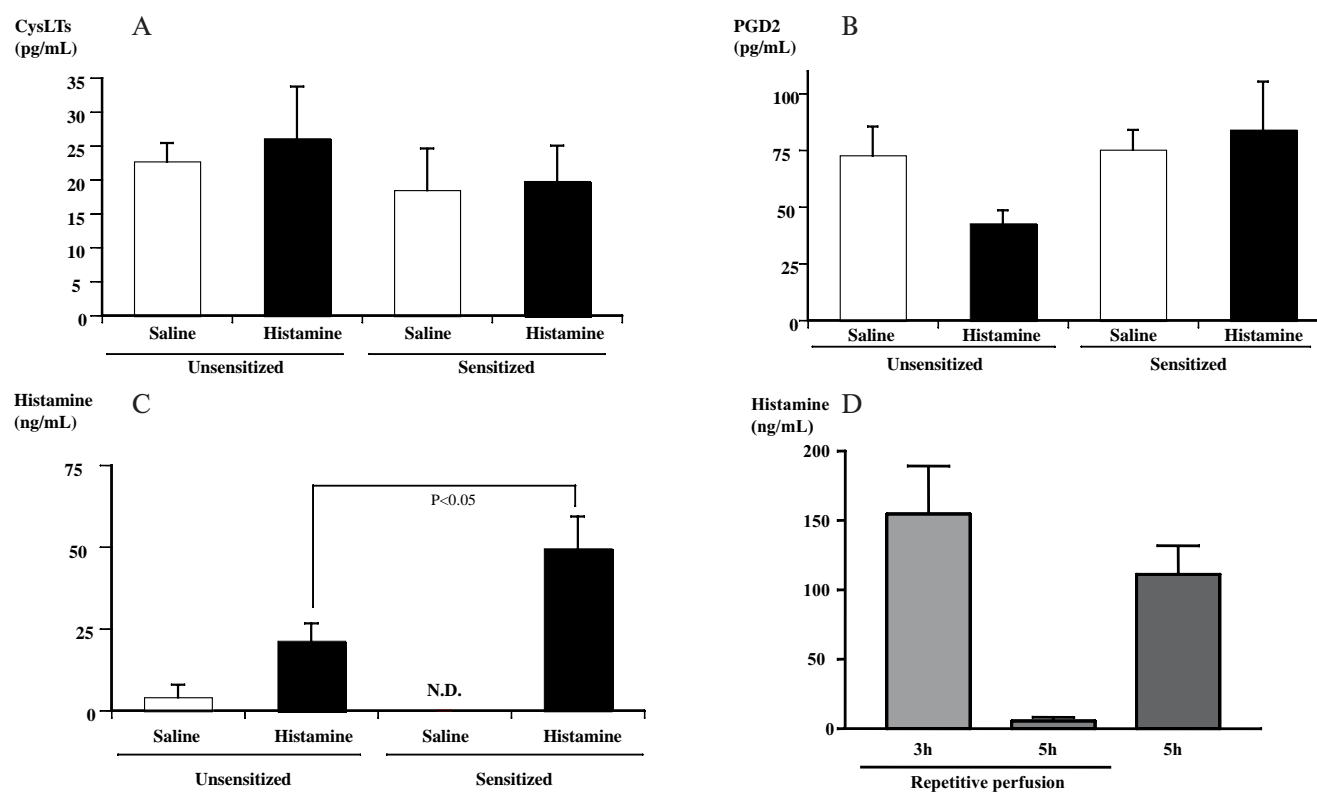 CysLTs
(pg/mL)
A
35
30
25
20
15
10
5
0
Saline
Histamine
Saline
Histamine
Unsensitized
Sensitized
PGD2
(pg/mL)
B
100
75
50
25
0
Saline
Histamine
Saline
Histamine
Unsensitized
Sensitized
Histamine
(ng/mL)
C
75
50
25
0
P<0.05
N.D.
Saline
Histamine
Saline
Histamine
Unsensitized
Sensitized
Histamine
(ng/mL)
D
200
150
100
50
0
3h
5h
5h
Repetitive perfusion